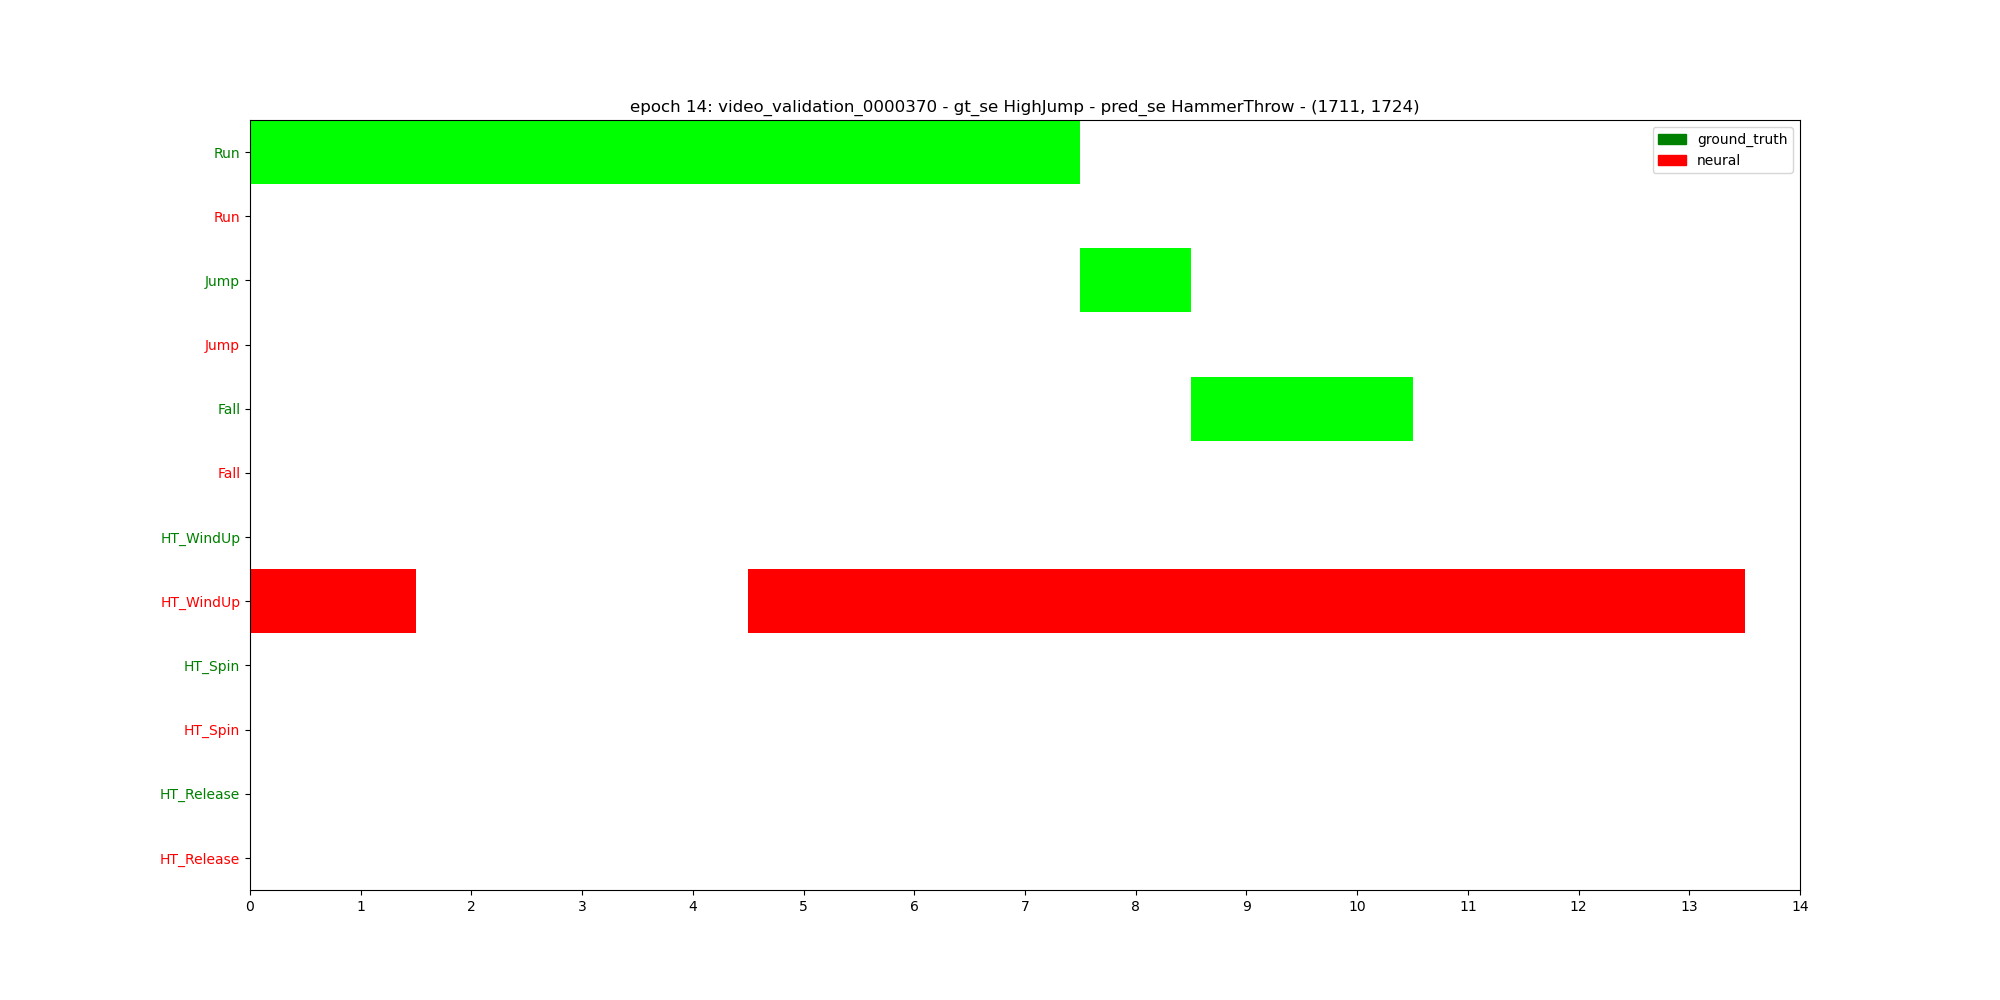 epoch 14: video_validation_0000370 - gt_se HighJump - pred_se HammerThrow - (1711, 1724)
ground_truth
neural
Run
Run
Jump
Jump
Fall
Fall
HT_WindUp
HT_WindUp
HT_Spin
HT_Spin
HT_Release
HT_Release
0 1 2 3 4 5 6 7 8 9 10 11 12 13 14